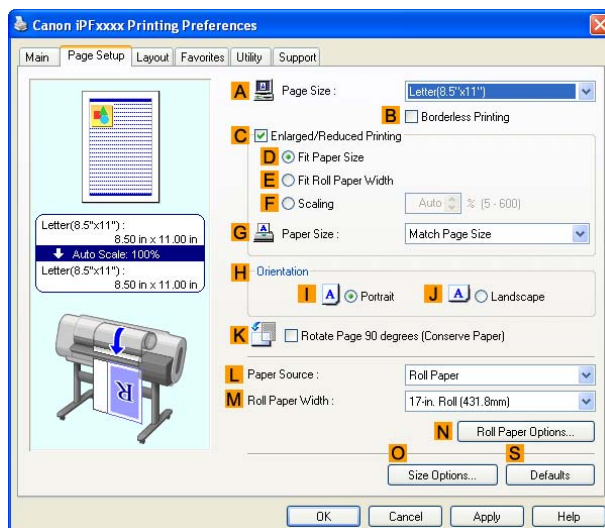 Canon iPFxxxx Printing Preferences
Main Page Setup Layout Favorites Utility Support
A Page Size : Letter(8.5"x11")
B Borderless Printing
C Enlarged/Reduced Printing
D Fit Paper Size
E Fit Roll Paper Width
F Scaling Auto % (5 - 600)
G Paper Size : Match Page Size
Letter(8.5"x11") :
8.50 in x 11.00 in
Auto Scale: 100%
Letter(8.5"x11") :
8.50 in x 11.00 in
H Orientation
I A Portrait J A Landscape
K Rotate Page 90 degrees (Conserve Paper)
L Paper Source : Roll Paper
M Roll Paper Width : 17-in. Roll (431.8mm)
R
N Roll Paper Options...
O S
Size Options... Defaults
OK Cancel Apply Help